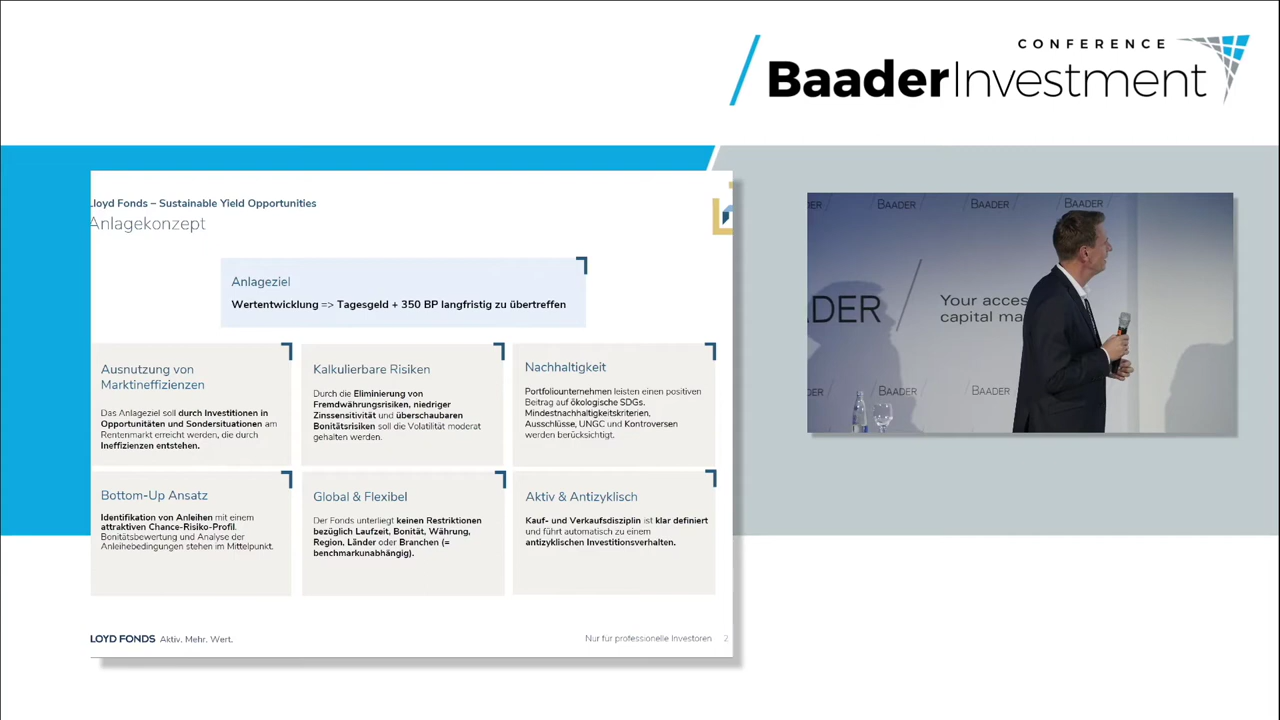 CONFERENCE
BaaderInvestment
Lloyd Fonds – Sustainable Yield Opportunities
Anlagekonzept
Anlageziel
Wertentwicklung => Tagesgeld + 350 BP langfristig zu übertreffen
Ausnutzung von
Marktineffizienzen
Das Anlageziel soll durch Investitionen in
Opportunitäten und Sondersituationen am
Rentenmarkt erreicht werden, die durch
Ineffizienzen entstehen.
Kalkulierbare Risiken
Durch die Eliminierung von
Fremdwährungsrisiken, niedriger
Zinssensitivität und überschaubaren
Bonitätsrisiken soll die Volatilität moderat
gehalten werden.
Nachhaltigkeit
Portfoliounternehmen leisten einen positiven
Beitrag auf ökologische SDGs.
Mindestnachhaltigkeitskriterien,
Ausschlüsse, UNGC und Kontroversen
werden berücksichtigt.
Bottom-Up Ansatz
Identifikation von Anleihen mit einem
attraktiven Chance-Risiko-Profil.
Bonitätsbewertung und Analyse der
Anleihebedingungen stehen im Mittelpunkt.
Global & Flexibel
Der Fonds unterliegt keinen Restriktionen
bezüglich Laufzeit, Bonität, Währung,
Region, Länder oder Branchen (=
benchmarkunabhängig).
Aktiv & Antizyklisch
Kauf- und Verkaufsdisziplin ist klar definiert
und führt automatisch zu einem
antizyklischen Investitionsverhalten.
LOYD FONDS Aktiv. Mehr. Wert.
Nur für professionelle Investoren 2
DER / BAADER / BAADER / BAADER
ADER / Your acces
capital ma
BAADER / BAADER